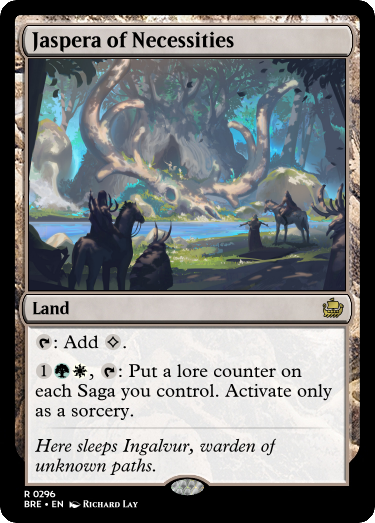 Jaspera of Necessities
Land
: Add .
1, : Put a lore counter on
each Saga you control. Activate only
as a sorcery.
Here sleeps Ingalvur, warden of
unknown paths.
R 0296
BRE • EN Richard Lay